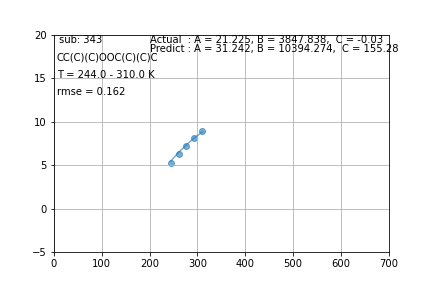 sub: 343
Actual : A = 21.225, B = 3847.838, C = -0.03
Predict : A = 31.242, B = 10394.274, C = 155.28
CC(C)(C)OOC(C)(C)C
T = 244.0 - 310.0 K
rmse = 0.162
20
15
10
5
0
−5
0 100 200 300 400 500 600 700